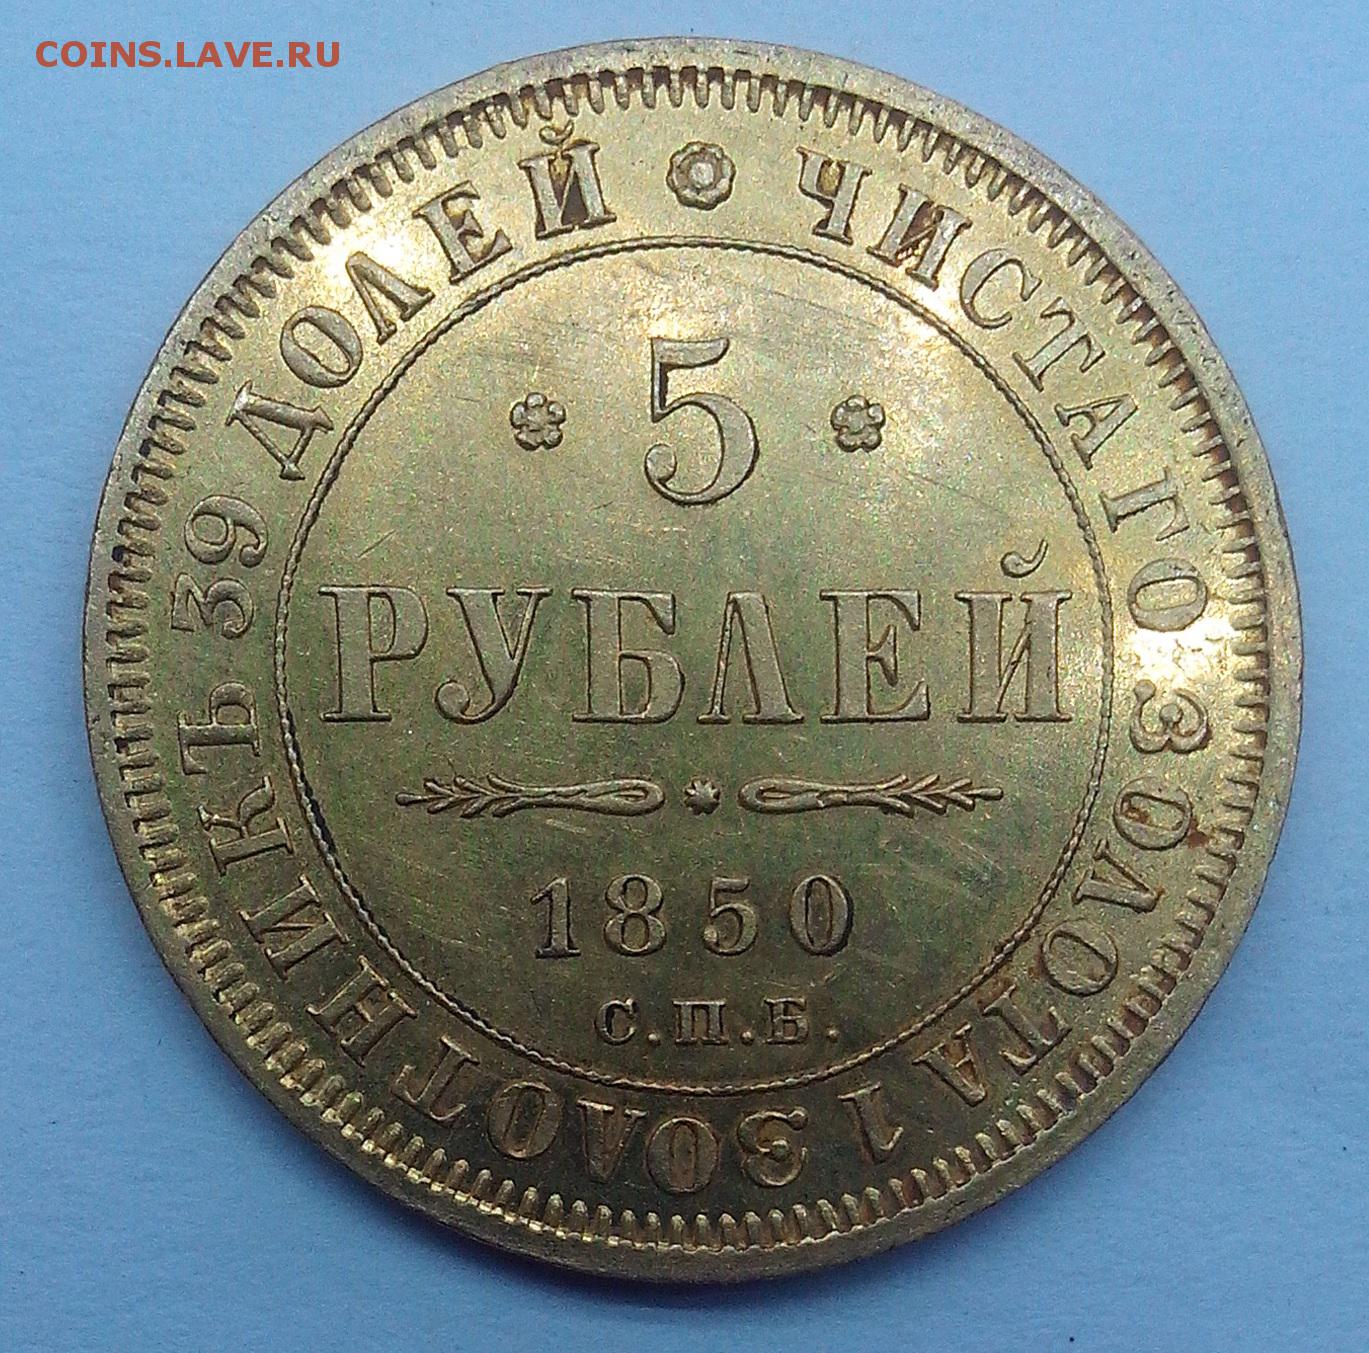 COINS.LAVE.RU
ЧИСТАГО ЗОЛОТА 1 ЗОЛОТНИКЪ 39 ДОЛЕЙ
5
РУБЛЕЙ
1850
С.П.Б.